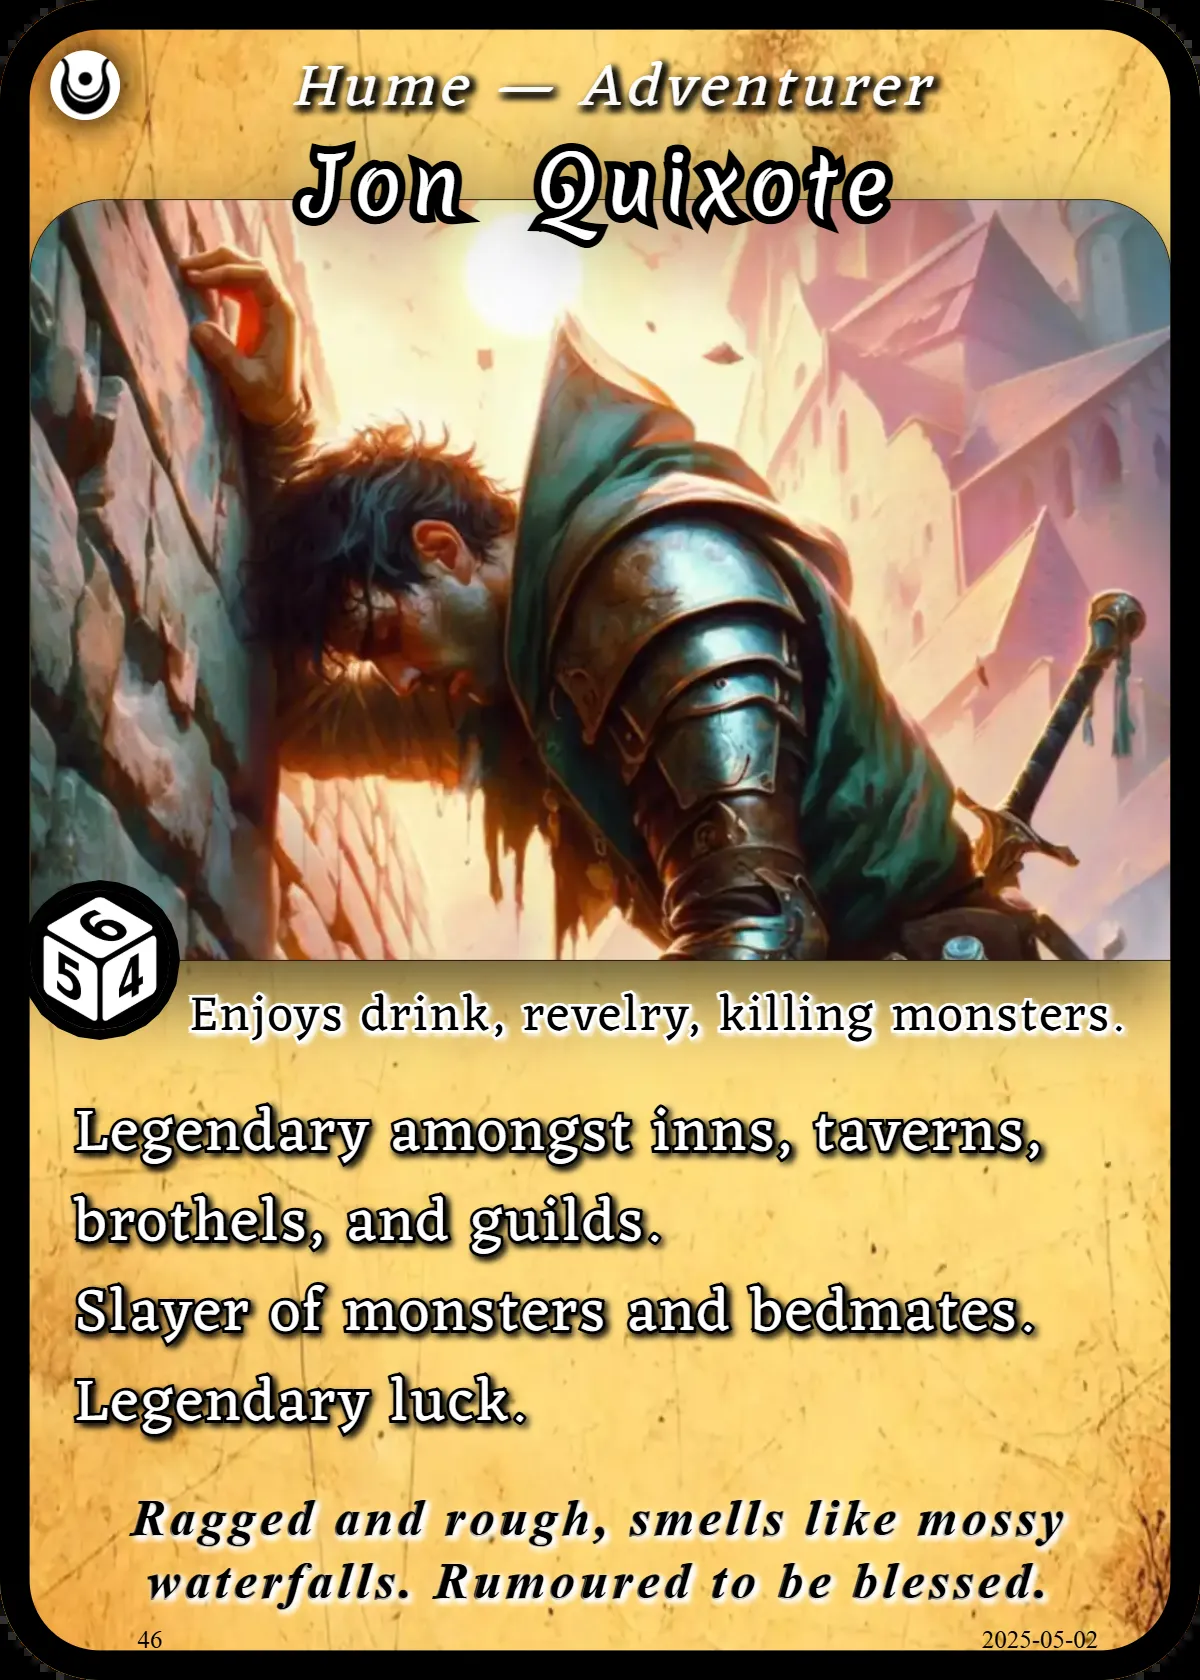 Hume — Adventurer
Jon Quixote
6
5 4
Enjoys drink, revelry, killing monsters.
Legendary amongst inns, taverns,
brothels, and guilds.
Slayer of monsters and bedmates.
Legendary luck.
Ragged and rough, smells like mossy
waterfalls. Rumoured to be blessed.
46 2025-05-02